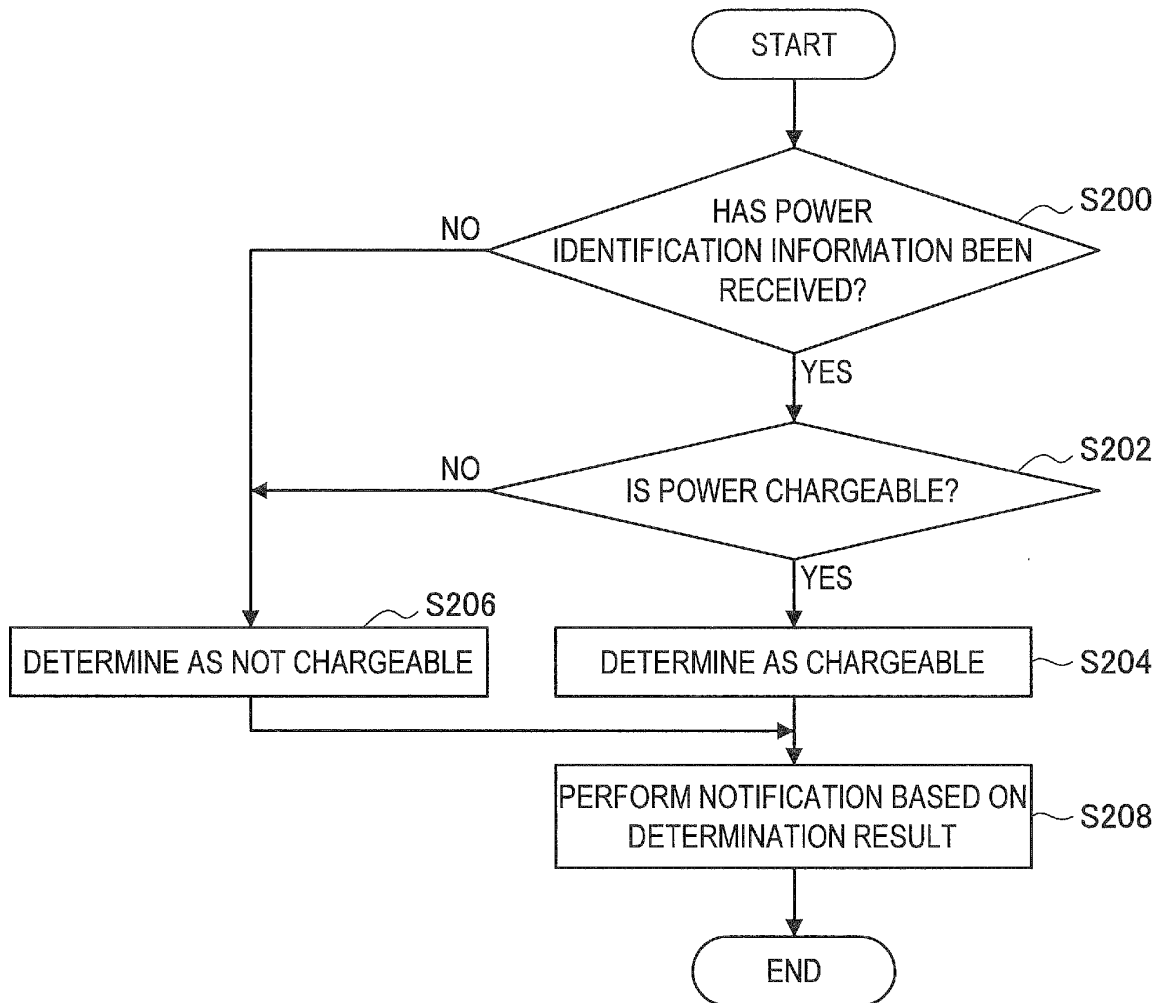 START
HAS POWER
IDENTIFICATION INFORMATION BEEN
RECEIVED?
S200
NO
YES
IS POWER CHARGEABLE?
S202
NO
YES
S206
DETERMINE AS NOT CHARGEABLE
DETERMINE AS CHARGEABLE
S204
PERFORM NOTIFICATION BASED ON
DETERMINATION RESULT
S208
END